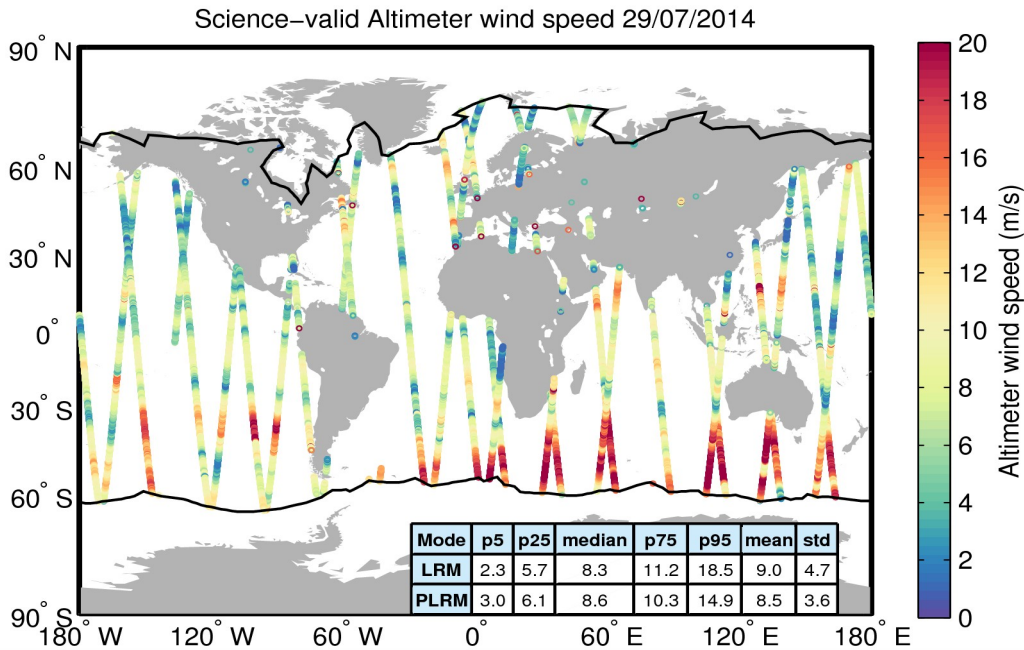 Science−valid Altimeter wind speed 29/07/2014
90° N
60° N
30° N
0°
30° S
60° S
90° S
180° W
120° W
60° W
0°
60° E
120° E
180° E
20
18
16
14
12
10
8
6
4
2
0
Altimeter wind speed (m/s)
Mode p5 p25 median p75 p95 mean std
LRM 2.3 5.7 8.3 11.2 18.5 9.0 4.7
PLRM 3.0 6.1 8.6 10.3 14.9 8.5 3.6